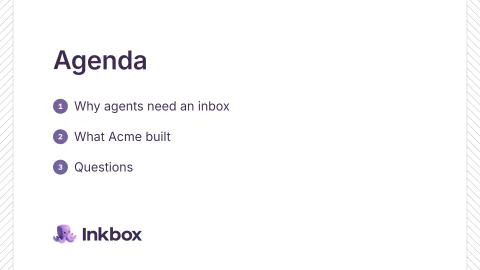 Agenda
1 Why agents need an inbox
2 What Acme built
3 Questions
Inkbox